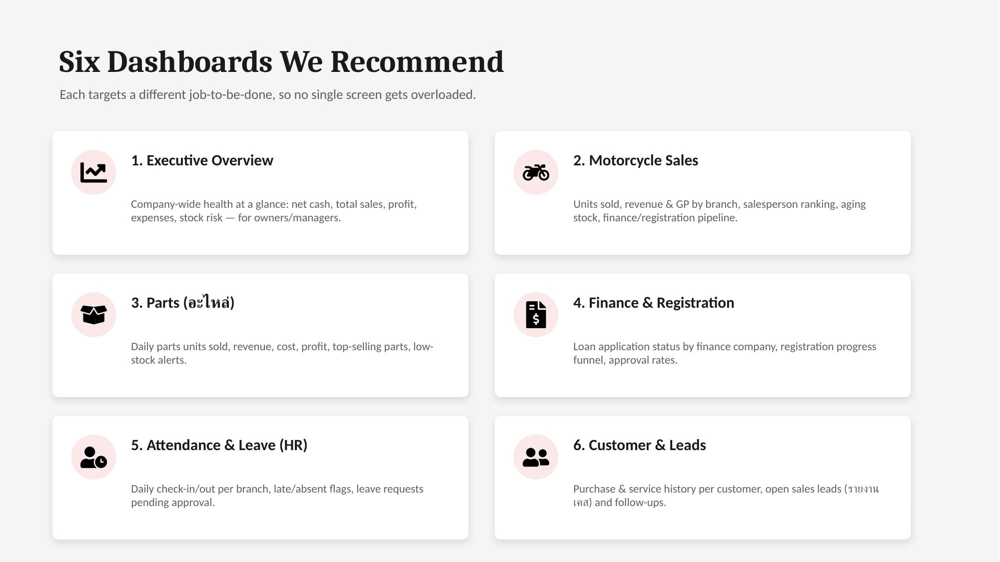 Six Dashboards We Recommend
Each targets a different job-to-be-done, so no single screen gets overloaded.
1. Executive Overview
Company-wide health at a glance: net cash, total sales, profit,
expenses, stock risk — for owners/managers.
2. Motorcycle Sales
Units sold, revenue & GP by branch, salesperson ranking, aging
stock, finance/registration pipeline.
3. Parts (อะไหล่)
Daily parts units sold, revenue, cost, profit, top-selling parts, low-
stock alerts.
4. Finance & Registration
Loan application status by finance company, registration progress
funnel, approval rates.
5. Attendance & Leave (HR)
Daily check-in/out per branch, late/absent flags, leave requests
pending approval.
6. Customer & Leads
Purchase & service history per customer, open sales leads (รายงาน
เคส) and follow-ups.